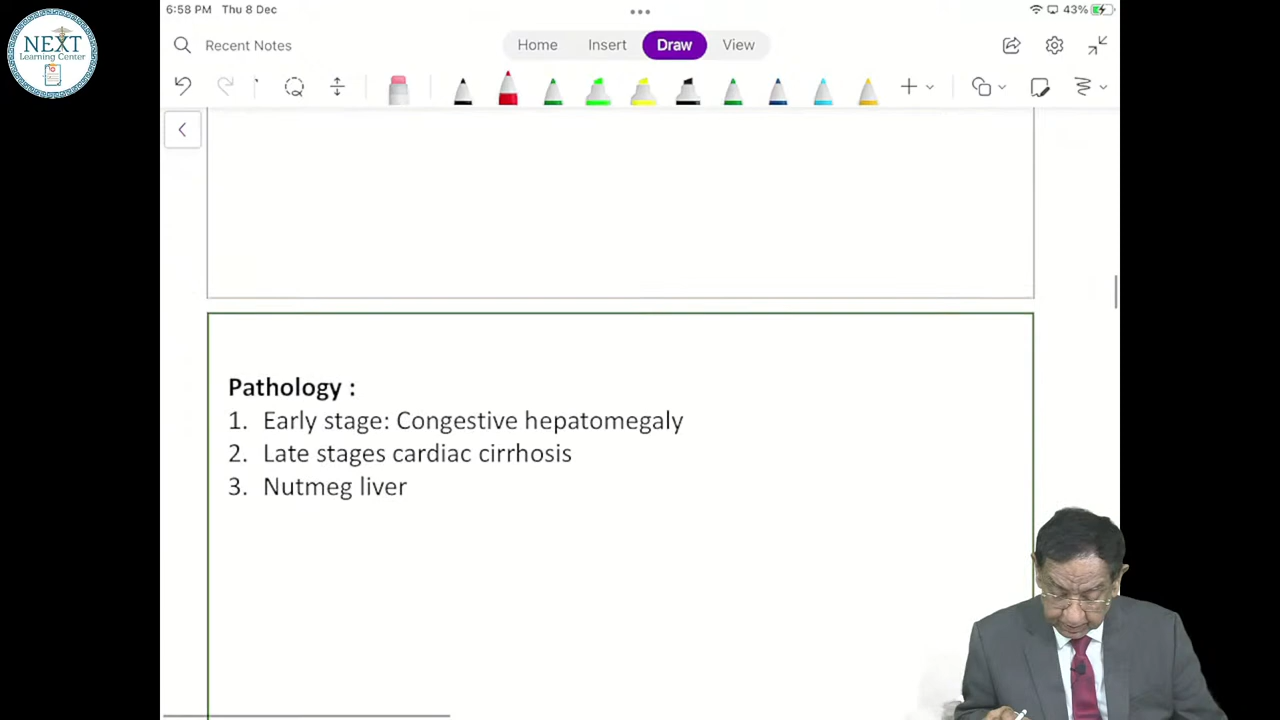 6:58 PM Thu 8 Dec
43%
NEXT
Learning Center
Recent Notes
Home Insert Draw View
Pathology :
1. Early stage: Congestive hepatomegaly
2. Late stages cardiac cirrhosis
3. Nutmeg liver